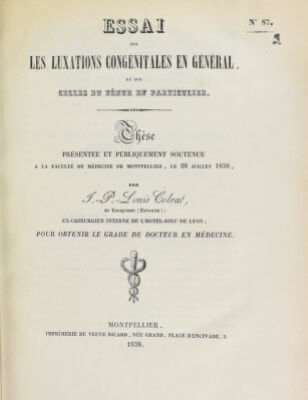 N° 87.
ESSAI
SUR
LES LUXATIONS CONGÉNITALES EN GÉNÉRAL,
ET SUR
CELLES DU FÉMUR EN PARTICULIER.
Thèse
PRÉSENTÉE ET PUBLIQUEMENT SOUTENUE
A LA FACULTÉ DE MÉDECINE DE MONTPELLIER, LE 28 JUILLET 1838,
PAR
J.-P.-Louis Colrat,
de (ESPAGNE);
EX-CHIRURGIEN INTERNE DE L'HOTEL-DIEU DE LYON;
POUR OBTENIR LE GRADE DE DOCTEUR EN MÉDECINE.
MONTPELLIER,
IMPRIMERIE DE VEUVE RICARD, NÉE GRAND, PLACE D'ENCIVADE, 3.
1838.